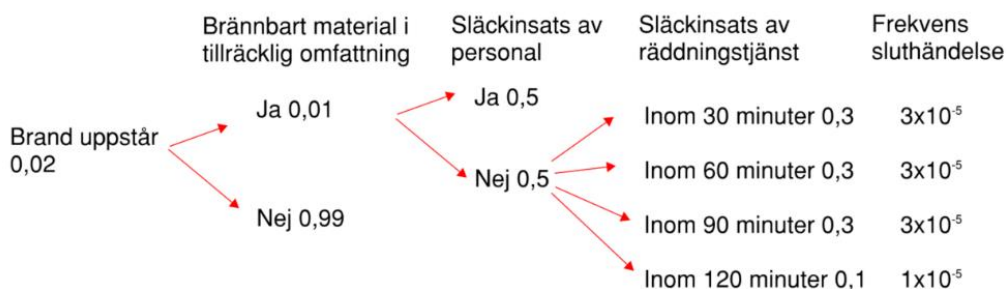 Brännbart material i
tillräcklig omfattning
Släckinsats av
personal
Släckinsats av
räddningstjänst
Frekvens
sluthändelse
Brand uppstår
0,02
Ja 0,01
Nej 0,99
Ja 0,5
Nej 0,5
Inom 30 minuter 0,3 3x10⁻⁵
Inom 60 minuter 0,3 3x10⁻⁵
Inom 90 minuter 0,3 3x10⁻⁵
Inom 120 minuter 0,1 1x10⁻⁵